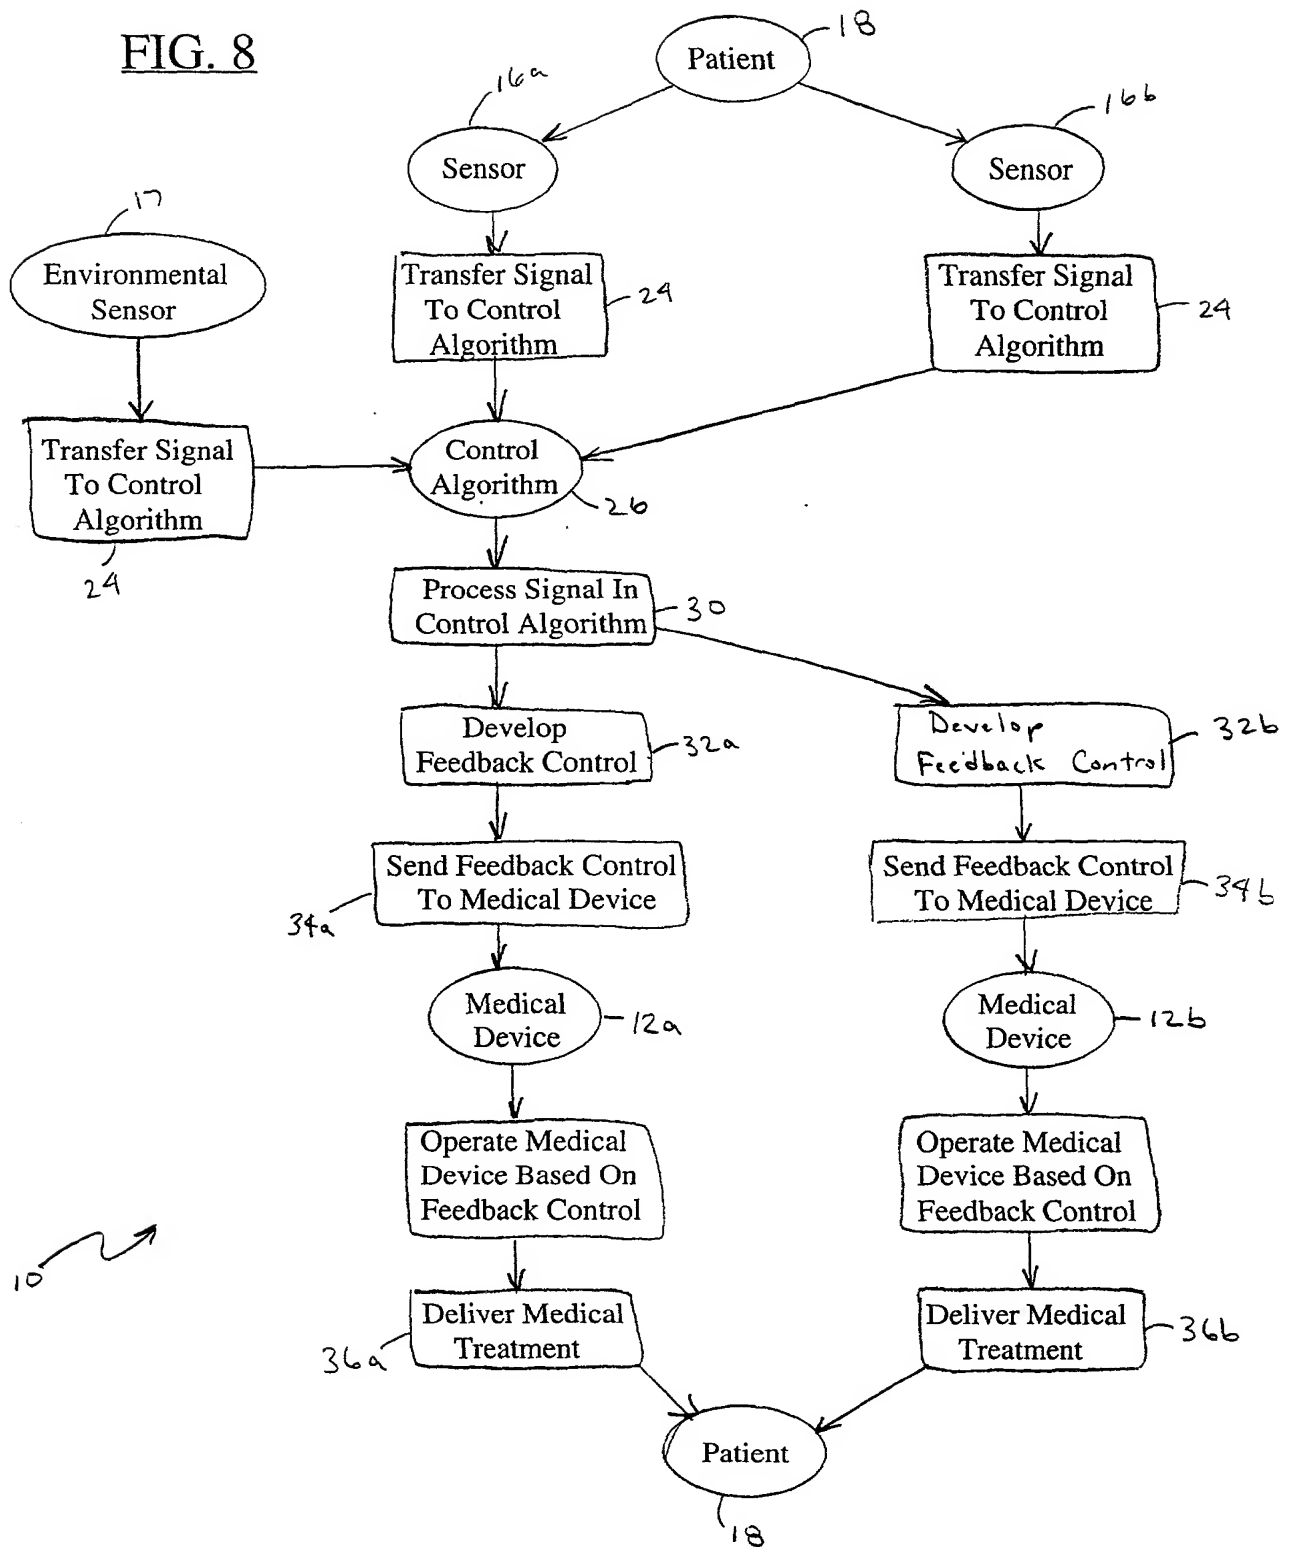 FIG. 8
18
Patient
16a
16b
Sensor
Sensor
17
Environmental
Sensor
Transfer Signal
To Control
Algorithm
24
Transfer Signal
To Control
Algorithm
24
Transfer Signal
To Control
Algorithm
24
Control
Algorithm
26
Process Signal In
Control Algorithm
30
Develop
Feedback Control
32a
Develop
Feedback Control
32b
Send Feedback Control
To Medical Device
34a
Send Feedback Control
To Medical Device
34b
Medical
Device
12a
Medical
Device
12b
Operate Medical
Device Based On
Feedback Control
Operate Medical
Device Based On
Feedback Control
10
Deliver Medical
Treatment
36a
Deliver Medical
Treatment
36b
Patient
18